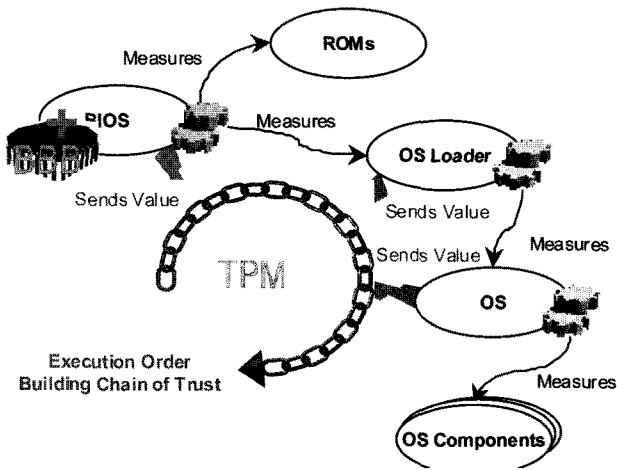 ROMs
Measures
BIOS
BBB
Measures
OS Loader
Sends Value
Sends Value
Measures
Sends Value
TPM
OS
Execution Order
Building Chain of Trust
Measures
OS Components